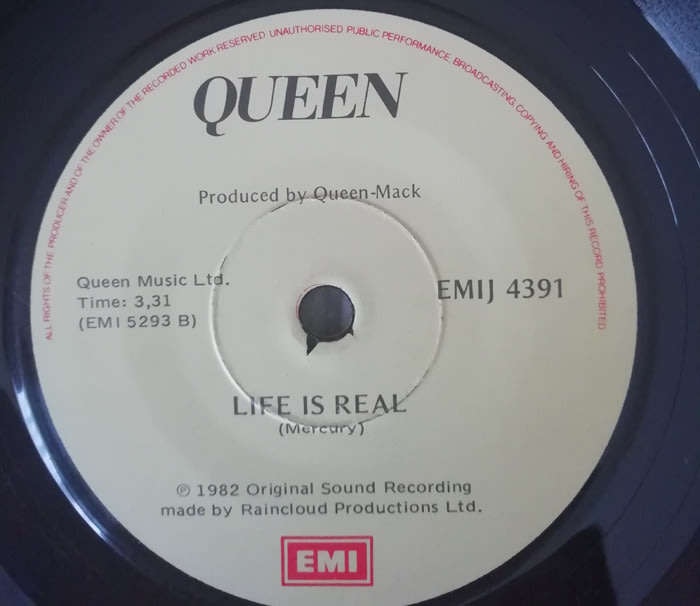 ALL RIGHTS OF THE PRODUCER AND OF THE OWNER OF THE RECORDED WORK RESERVED UNAUTHORISED PUBLIC PERFORMANCE, BROADCASTING, COPYING AND HIRING OF THIS RECORD PROHIBITED
QUEEN
Produced by Queen-Mack
Queen Music Ltd.
Time: 3,31
(EMI 5293 B)
EMIJ 4391
LIFE IS REAL
(Mercury)
℗ 1982 Original Sound Recording
made by Raincloud Productions Ltd.
EMI